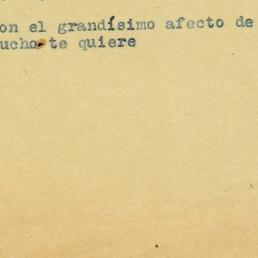 on el grandísimo afecto de
ucho te quiere